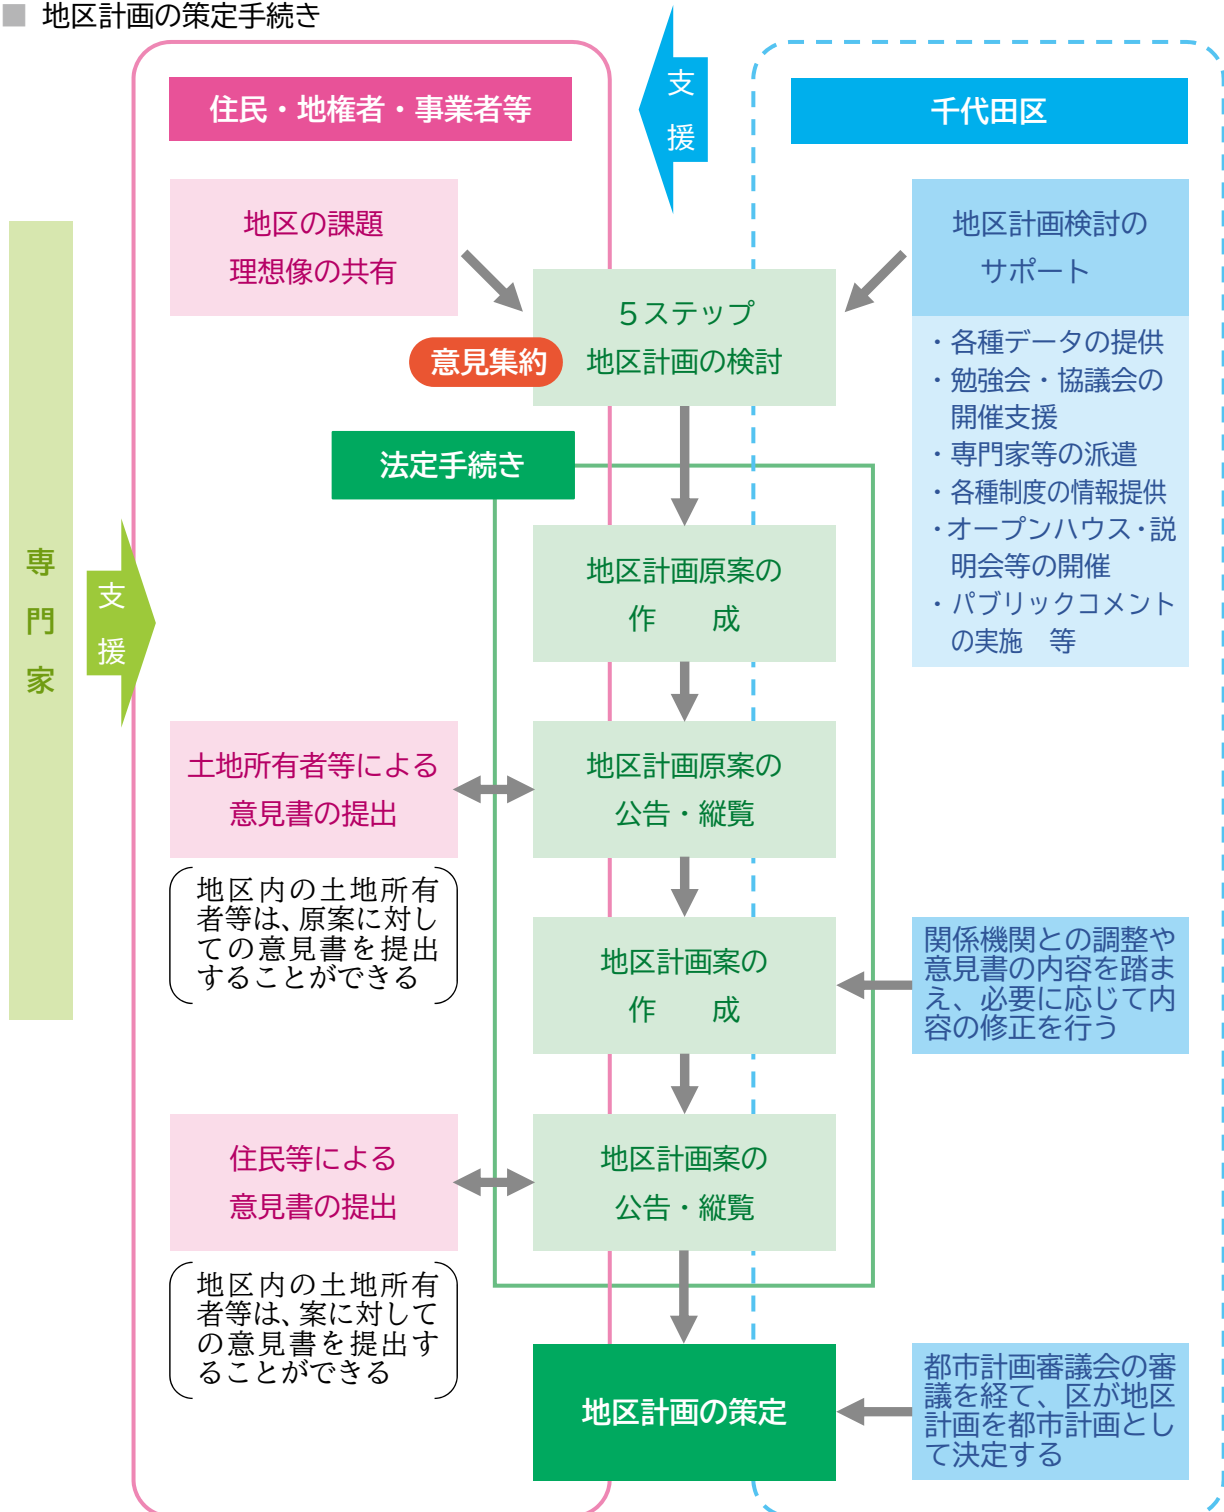 地区計画の策定手続き
住民・地権者・事業者等
支援
千代田区
専門家
支援
地区の課題
理想像の共有
地区計画検討の
サポート
・各種データの提供
・勉強会・協議会の
開催支援
・専門家等の派遣
・各種制度の情報提供
・オープンハウス・説
明会等の開催
・パブリックコメント
の実施　等
5ステップ
地区計画の検討
意見集約
法定手続き
地区計画原案の
作　　成
土地所有者等による
意見書の提出
地区内の土地所有
者等は、原案に対し
ての意見書を提出
することができる
地区計画原案の
公告・縦覧
地区計画案の
作　　成
関係機関との調整や
意見書の内容を踏ま
え、必要に応じて内
容の修正を行う
住民等による
意見書の提出
地区内の土地所有
者等は、案に対して
の意見書を提出す
ることができる
地区計画案の
公告・縦覧
地区計画の策定
都市計画審議会の審
議を経て、区が地区
計画を都市計画とし
て決定する